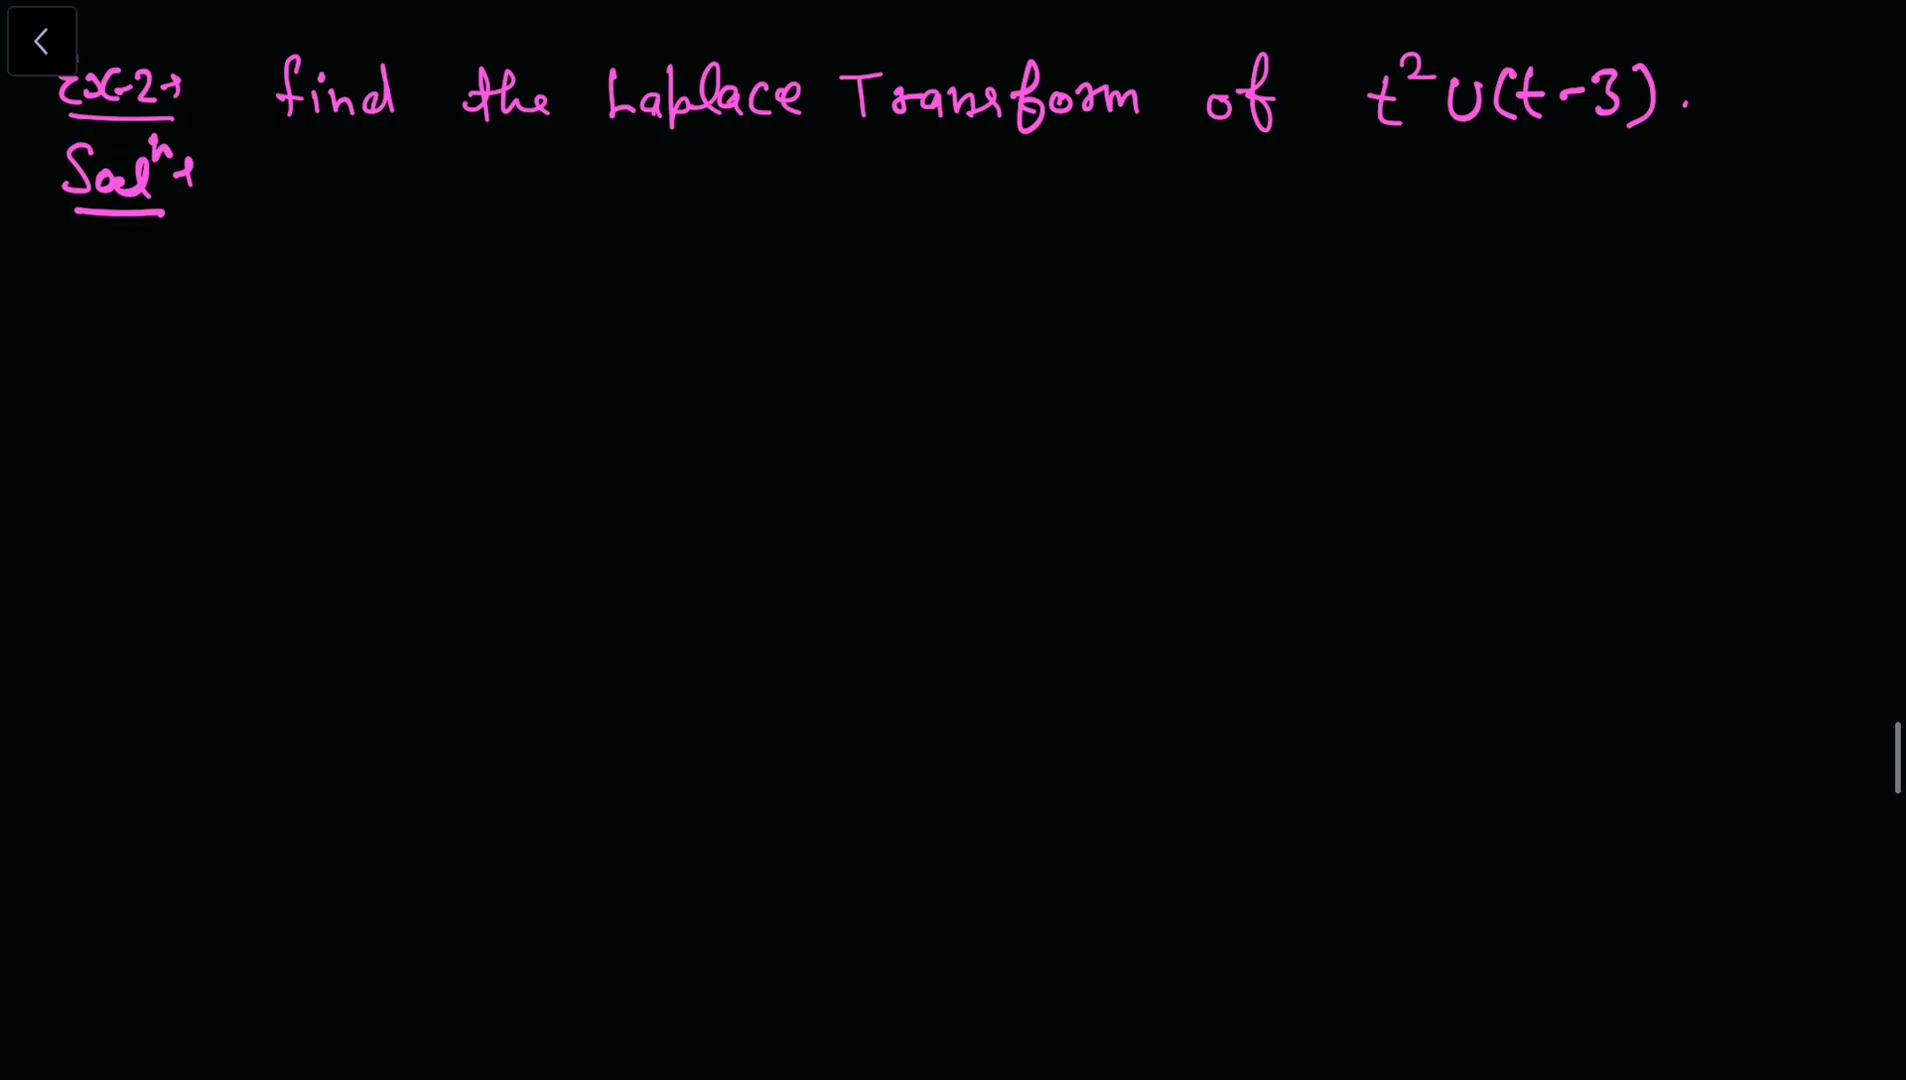 Ex-2→ find the Laplace Transform of t²U(t-3).
Solⁿ→